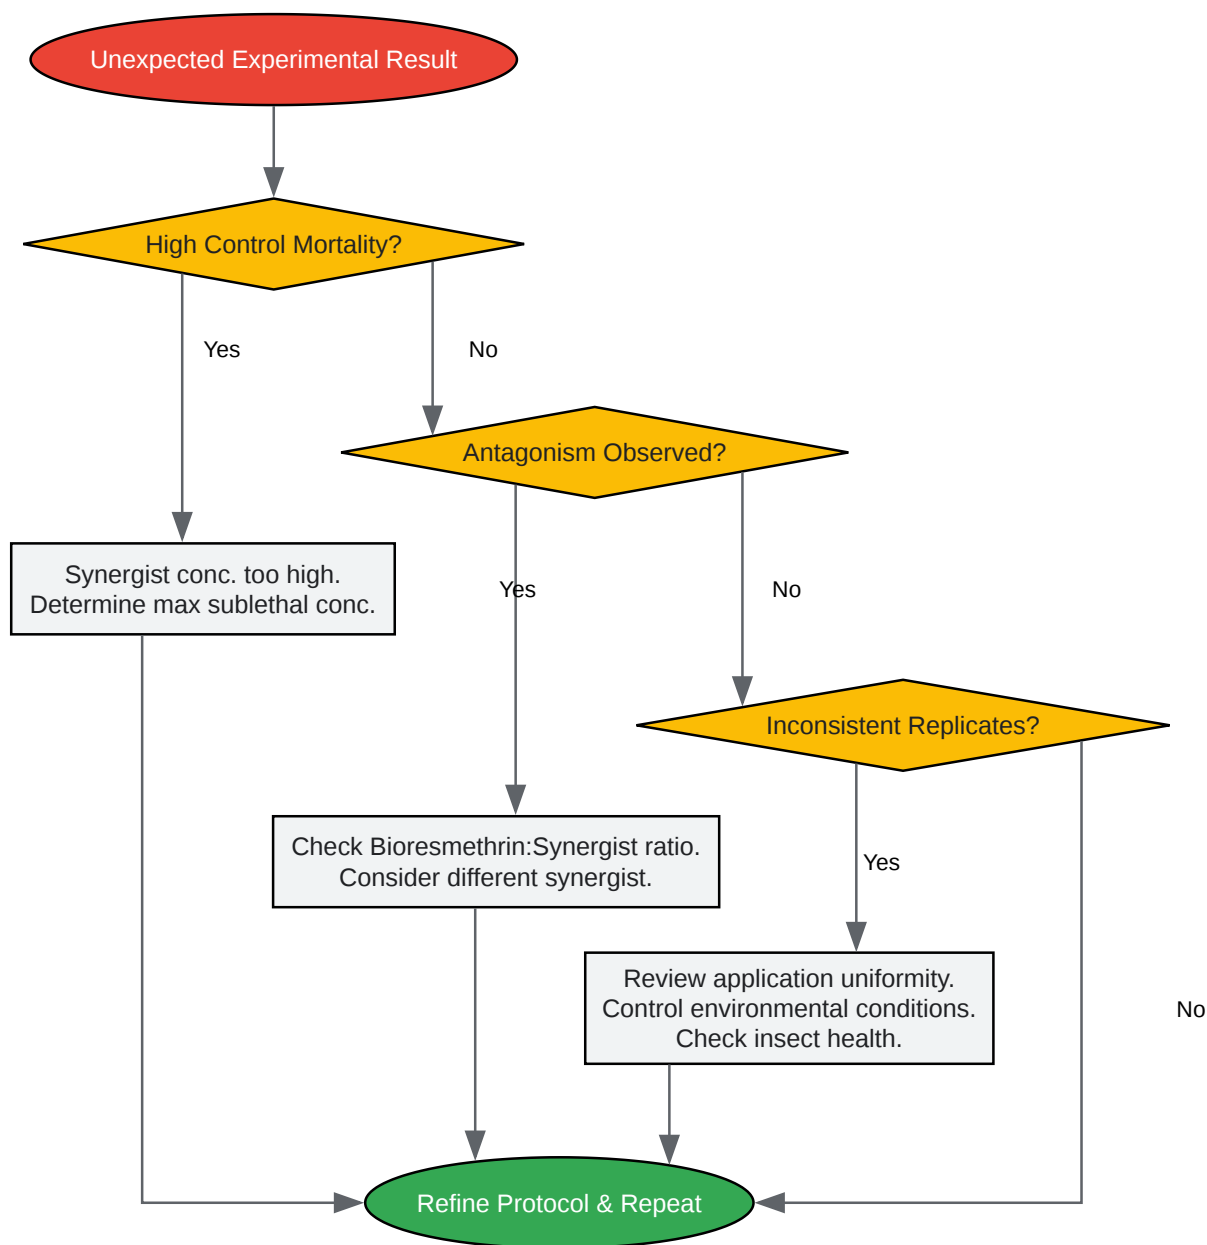 Unexpected Experimental Result
High Control Mortality?
Yes
No
Antagonism Observed?
Synergist conc. too high.
Determine max sublethal conc.
Yes
No
Inconsistent Replicates?
Check Bioresmethrin:Synergist ratio.
Consider different synergist.
Yes
Review application uniformity.
Control environmental conditions.
Check insect health.
No
Refine Protocol & Repeat